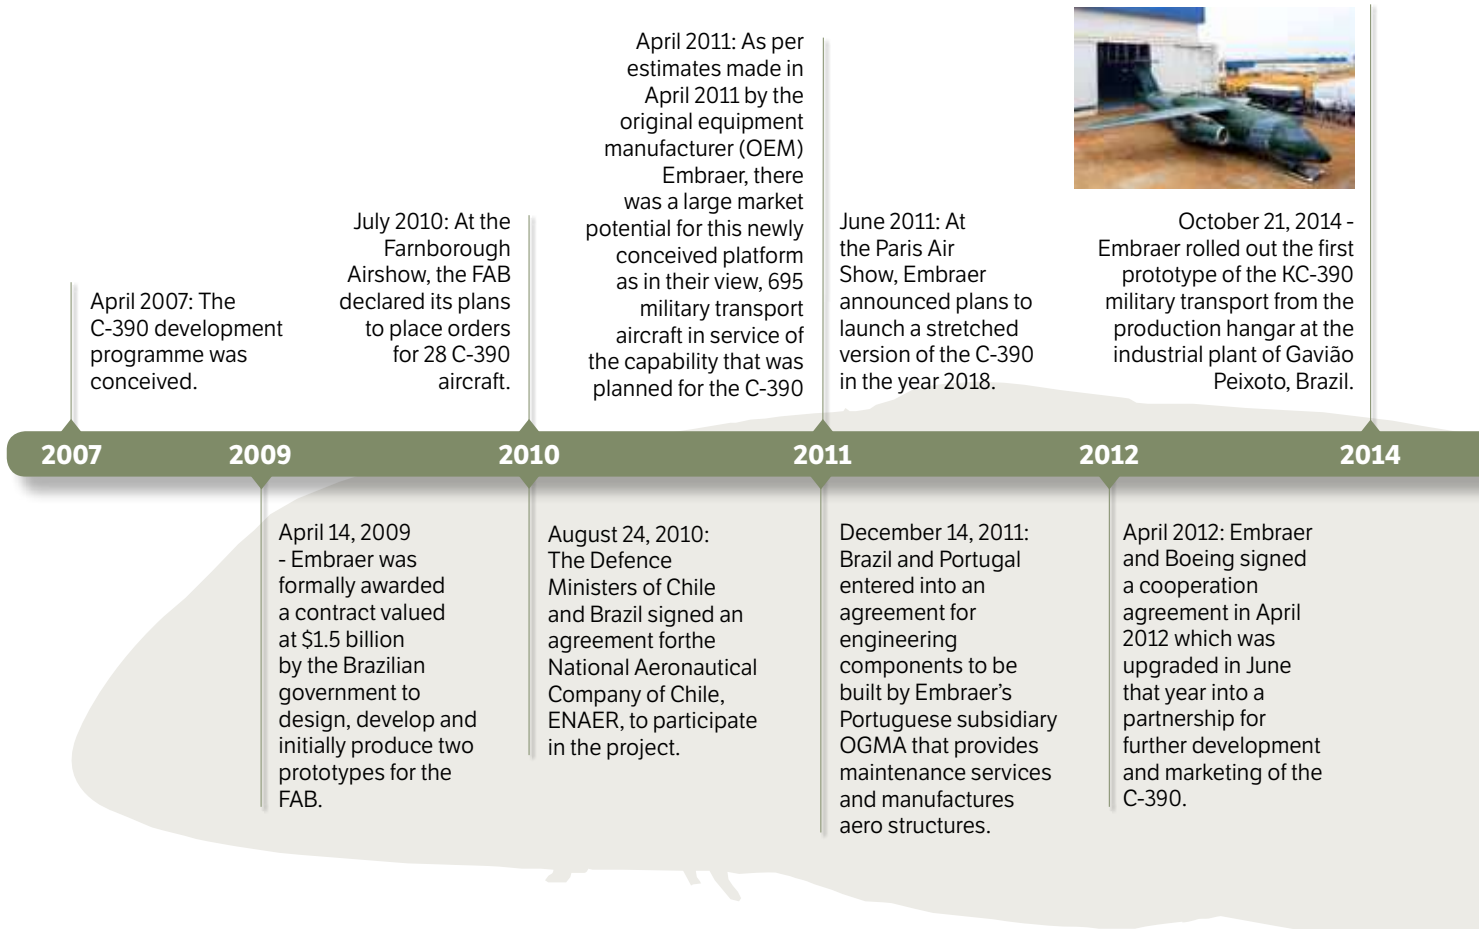 April 2007: The
C-390 development
programme was
conceived.
July 2010: At the
Farnborough
Airshow, the FAB
declared its plans
to place orders
for 28 C-390
aircraft.
April 2011: As per
estimates made in
April 2011 by the
original equipment
manufacturer (OEM)
Embraer, there
was a large market
potential for this newly
conceived platform
as in their view, 695
military transport
aircraft in service of
the capability that was
planned for the C-390
June 2011: At
the Paris Air
Show, Embraer
announced plans to
launch a stretched
version of the C-390
in the year 2018.
October 21, 2014 -
Embraer rolled out the first
prototype of the KC-390
military transport from the
production hangar at the
industrial plant of Gavião
Peixoto, Brazil.
2007 2009 2010 2011 2012 2014
April 14, 2009
- Embraer was
formally awarded
a contract valued
at $1.5 billion
by the Brazilian
government to
design, develop and
initially produce two
prototypes for the
FAB.
August 24, 2010:
The Defence
Ministers of Chile
and Brazil signed an
agreement forthe
National Aeronautical
Company of Chile,
ENAER, to participate
in the project.
December 14, 2011:
Brazil and Portugal
entered into an
agreement for
engineering
components to be
built by Embraer’s
Portuguese subsidiary
OGMA that provides
maintenance services
and manufactures
aero structures.
April 2012: Embraer
and Boeing signed
a cooperation
agreement in April
2012 which was
upgraded in June
that year into a
partnership for
further development
and marketing of the
C-390.